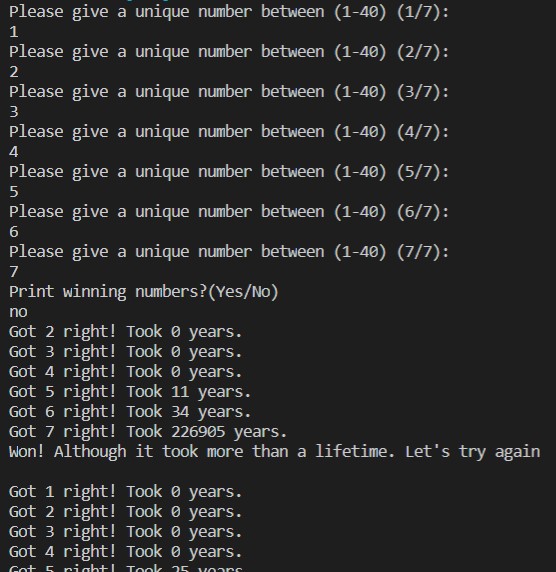 Please give a unique number between (1-40) (1/7):
1
Please give a unique number between (1-40) (2/7):
2
Please give a unique number between (1-40) (3/7):
3
Please give a unique number between (1-40) (4/7):
4
Please give a unique number between (1-40) (5/7):
5
Please give a unique number between (1-40) (6/7):
6
Please give a unique number between (1-40) (7/7):
7
Print winning numbers?(Yes/No)
no
Got 2 right! Took 0 years.
Got 3 right! Took 0 years.
Got 4 right! Took 0 years.
Got 5 right! Took 11 years.
Got 6 right! Took 34 years.
Got 7 right! Took 226905 years.
Won! Although it took more than a lifetime. Let's try again
Got 1 right! Took 0 years.
Got 2 right! Took 0 years.
Got 3 right! Took 0 years.
Got 4 right! Took 0 years.
Got 5 right! Took 25 years.